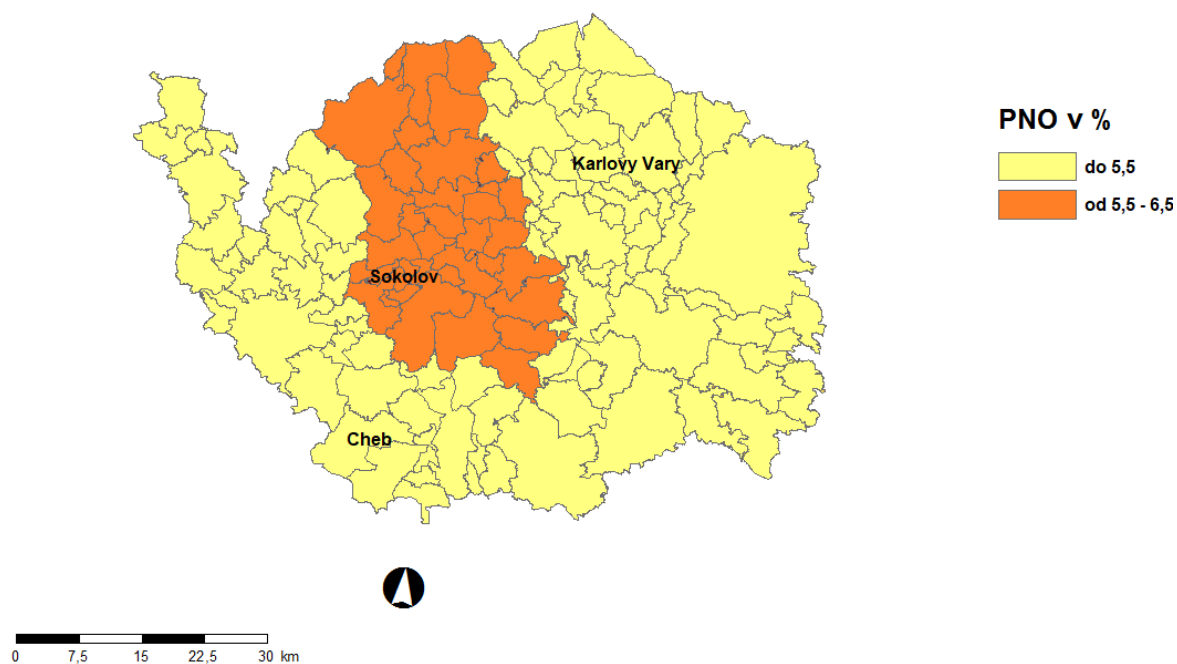 PNO v %
do 5,5
od 5,5 - 6,5
Karlovy Vary
Sokolov
Cheb
0 7,5 15 22,5 30 km